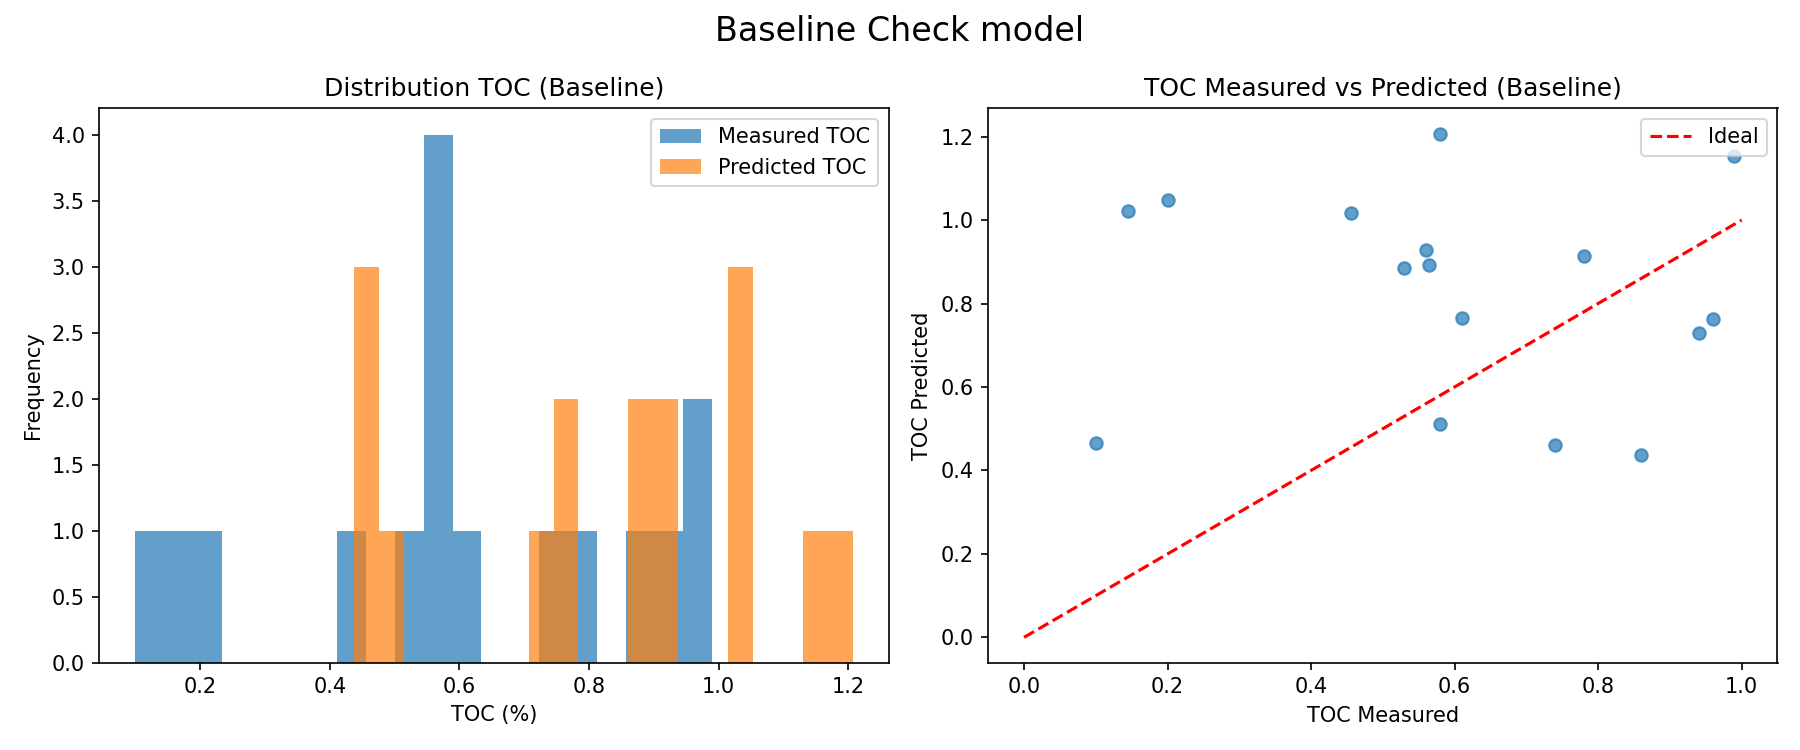 Baseline Check model
Distribution TOC (Baseline)
Measured TOC
Predicted TOC
Frequency
4.0
3.5
3.0
2.5
2.0
1.5
1.0
0.5
0.0
0.2
0.4
0.6
0.8
1.0
1.2
TOC (%)
TOC Measured vs Predicted (Baseline)
Ideal
TOC Predicted
1.2
1.0
0.8
0.6
0.4
0.2
0.0
0.0
0.2
0.4
0.6
0.8
1.0
TOC Measured